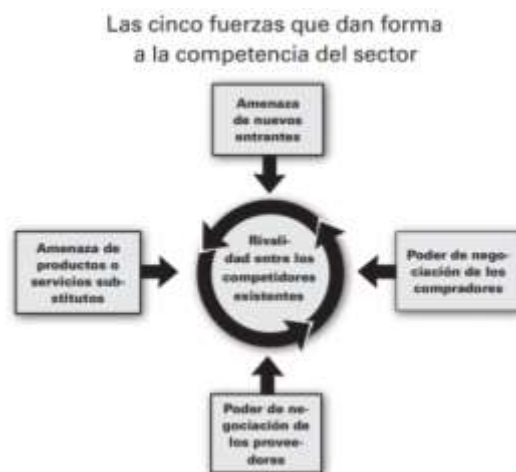 Las cinco fuerzas que dan forma
a la competencia del sector
Amenaza
de nuevos
entrantes
Amenaza de
productos o
servicios sub-
stitutos
Rivali-
dad entre los
competidores
existentes
Poder de nego-
ciación de los
compradores
Poder de ne-
gociación de
los provee-
dores